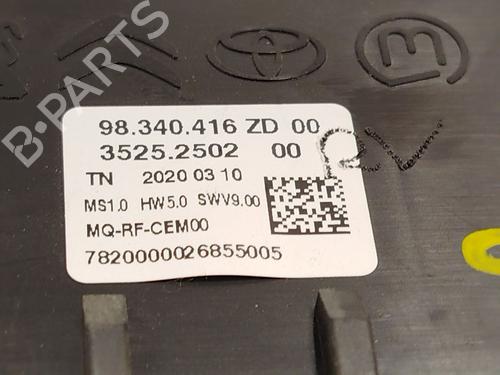 98.340.416 ZD 00
3525.2502 00
TN 2020 03 10
MS1.0 HW5.0 SWV9.00
MQ-RF-CEM00
7820000026855005
B-PARTS